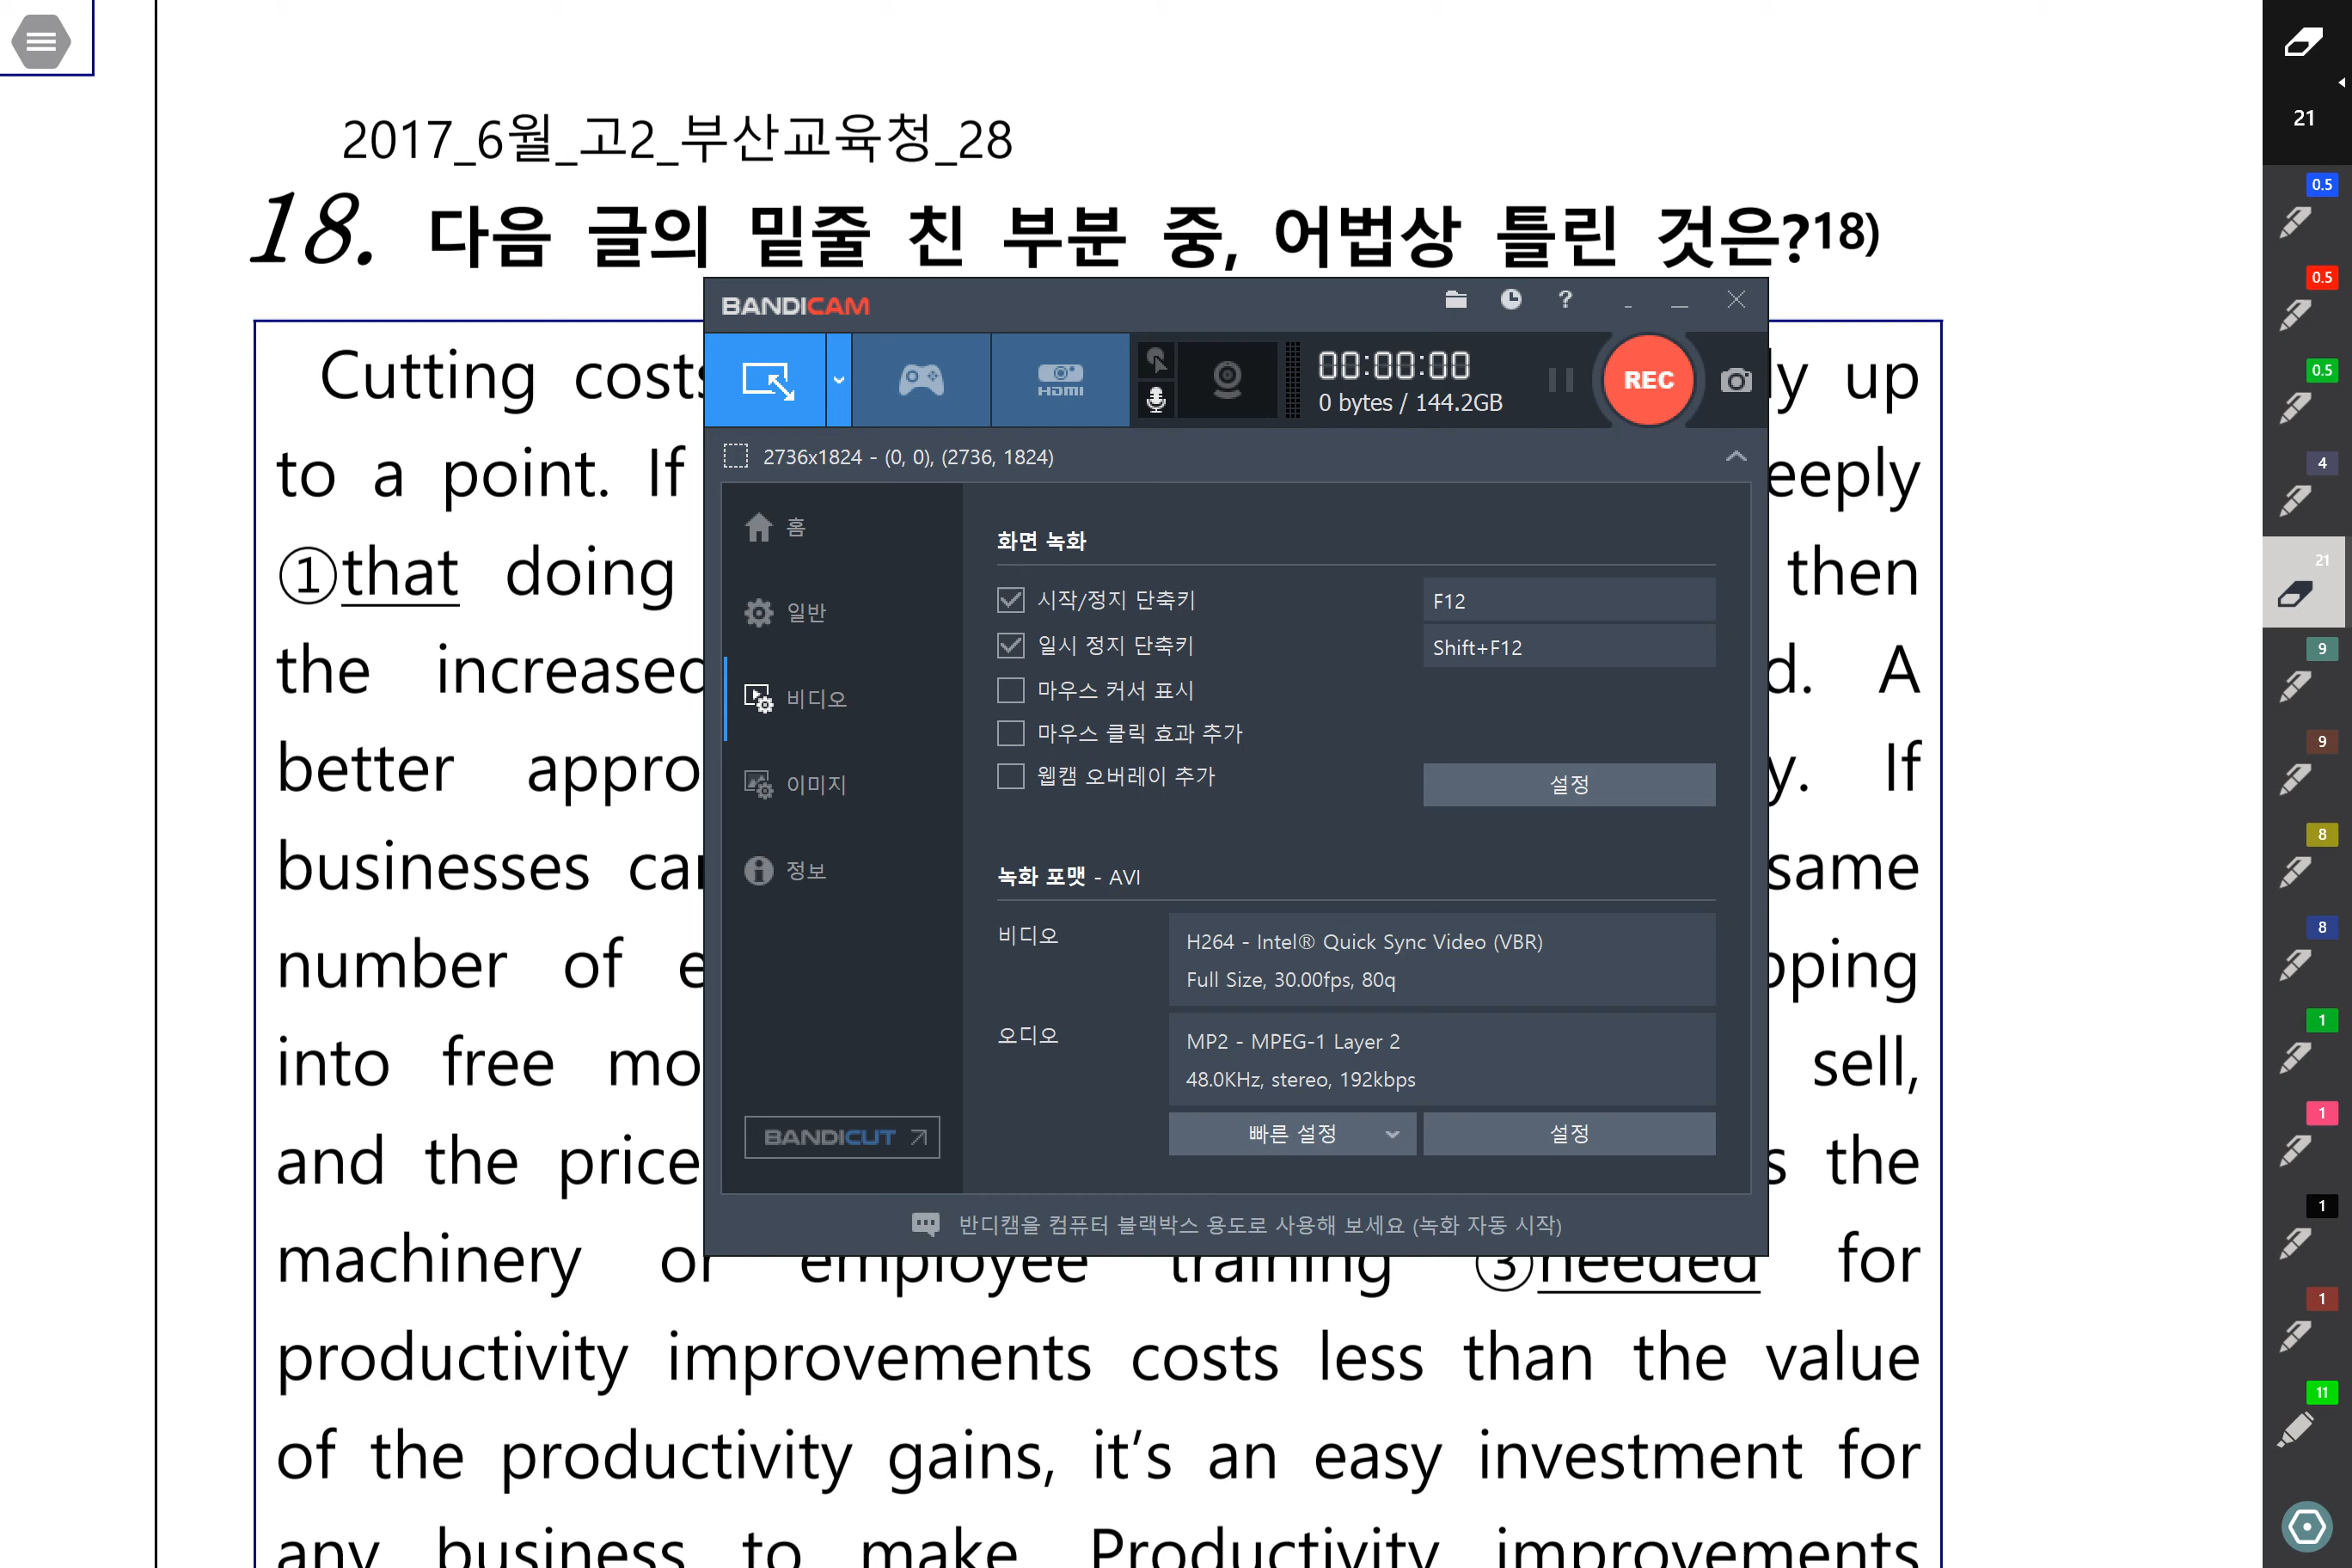 2017_6월_고2_부산교육청_28
18. 다음 글의 밑줄 친 부분 중, 어법상 틀린 것은?18)
Cutting costs
ly up
to a point. If
eeply
①that doing
then
the increased
d. A
better appro
y. If
businesses can
same
number of e
pping
into free mo
sell,
and the price
s the
machinery or employee training ③needed for
productivity improvements costs less than the value
of the productivity gains, it's an easy investment for
any business to make. Productivity improvements
BANDICAM
?
HDMI
00:00:00
0 bytes / 144.2GB
REC
2736x1824 - (0, 0), (2736, 1824)
홈
일반
비디오
이미지
정보
BANDICUT
화면 녹화
시작/정지 단축키
F12
일시 정지 단축키
Shift+F12
마우스 커서 표시
마우스 클릭 효과 추가
웹캠 오버레이 추가
설정
녹화 포맷 - AVI
비디오
H264 - Intel® Quick Sync Video (VBR)
Full Size, 30.00fps, 80q
오디오
MP2 - MPEG-1 Layer 2
48.0KHz, stereo, 192kbps
빠른 설정
설정
반디캠을 컴퓨터 블랙박스 용도로 사용해 보세요 (녹화 자동 시작)
21
0.5
0.5
0.5
4
21
9
9
8
8
1
1
1
1
11